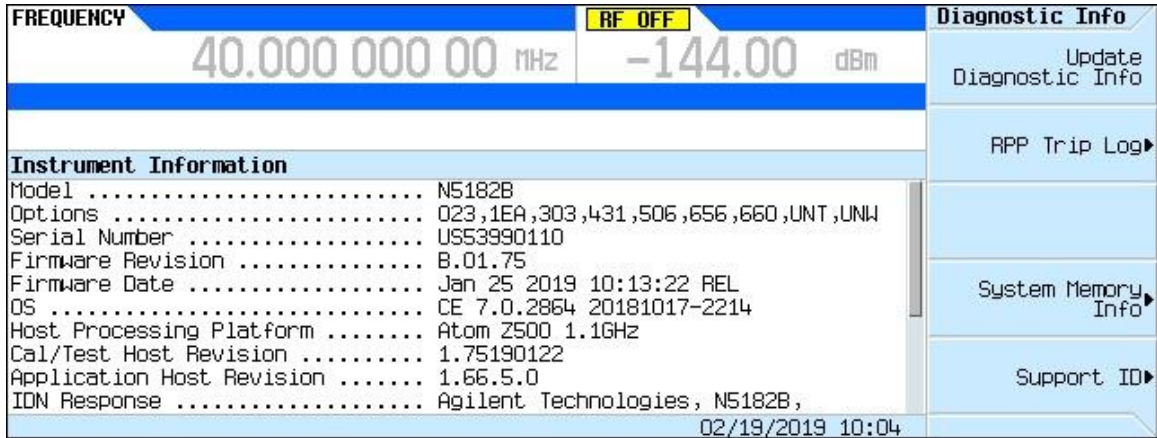 FREQUENCY
RF OFF
40.000 000 00 MHz
-144.00 dBm
Instrument Information
Model ........................... N5182B
Options ......................... 023,1EA,303,431,506,656,660,UNT,UNW
Serial Number ................... US53990110
Firmware Revision ............... B.01.75
Firmware Date ................... Jan 25 2019 10:13:22 REL
OS .............................. CE 7.0.2864 20181017-2214
Host Processing Platform ........ Atom Z500 1.1GHz
Cal/Test Host Revision .......... 1.75190122
Application Host Revision ....... 1.66.5.0
IDN Response .................... Agilent Technologies, N5182B,
02/19/2019 10:04
Diagnostic Info
Update
Diagnostic Info
RPP Trip Log
System Memory
Info
Support ID